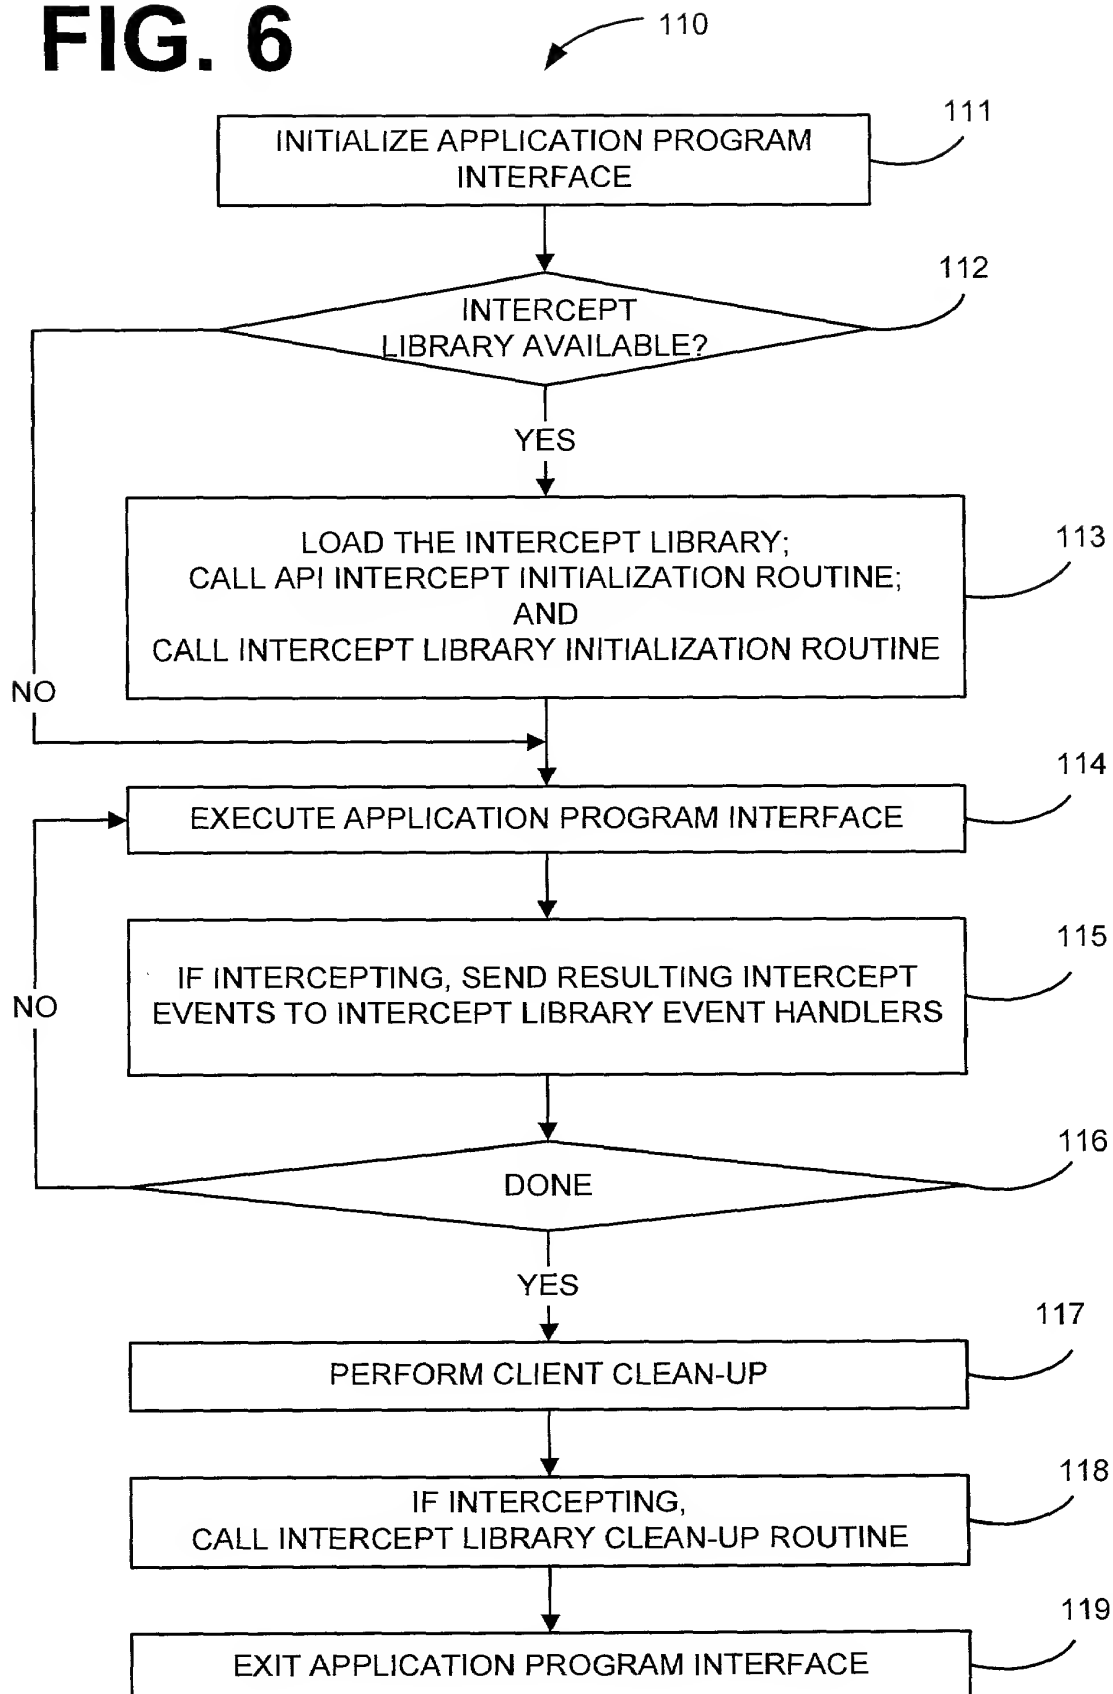 FIG. 6
110
111
INITIALIZE APPLICATION PROGRAM
INTERFACE
112
INTERCEPT
LIBRARY AVAILABLE?
YES
113
LOAD THE INTERCEPT LIBRARY;
CALL API INTERCEPT INITIALIZATION ROUTINE;
AND
CALL INTERCEPT LIBRARY INITIALIZATION ROUTINE
NO
114
EXECUTE APPLICATION PROGRAM INTERFACE
115
IF INTERCEPTING, SEND RESULTING INTERCEPT
EVENTS TO INTERCEPT LIBRARY EVENT HANDLERS
NO
116
DONE
YES
117
PERFORM CLIENT CLEAN-UP
118
IF INTERCEPTING,
CALL INTERCEPT LIBRARY CLEAN-UP ROUTINE
119
EXIT APPLICATION PROGRAM INTERFACE